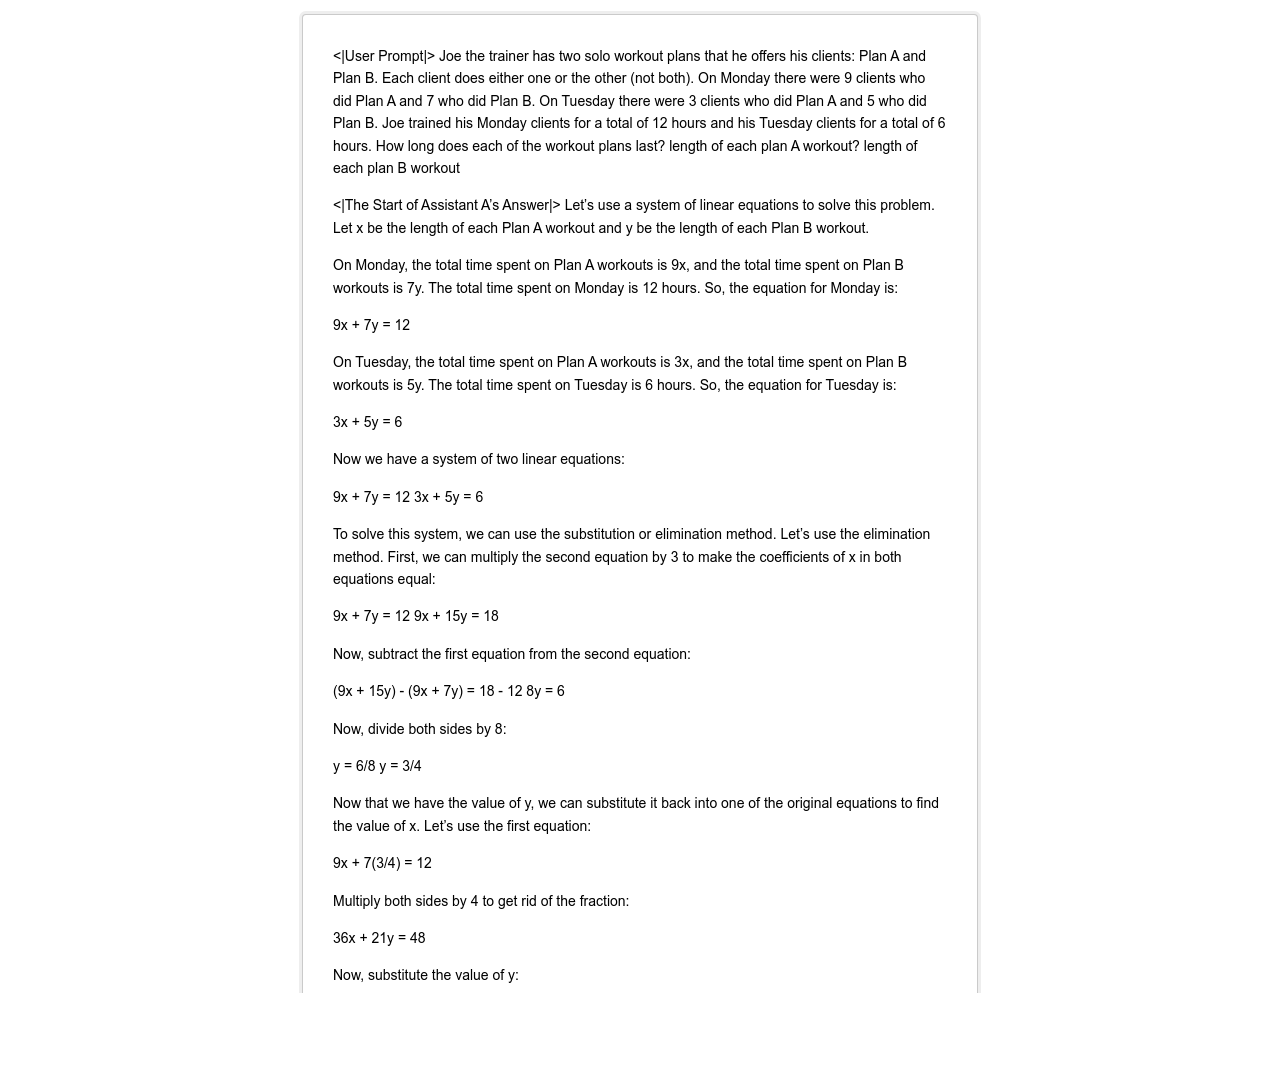 <|User Prompt|> Joe the trainer has two solo workout plans that he offers his clients: Plan A and
Plan B. Each client does either one or the other (not both). On Monday there were 9 clients who
did Plan A and 7 who did Plan B. On Tuesday there were 3 clients who did Plan A and 5 who did
Plan B. Joe trained his Monday clients for a total of 12 hours and his Tuesday clients for a total of 6
hours. How long does each of the workout plans last? length of each plan A workout? length of
each plan B workout
<|The Start of Assistant A’s Answer|> Let’s use a system of linear equations to solve this problem.
Let x be the length of each Plan A workout and y be the length of each Plan B workout.
On Monday, the total time spent on Plan A workouts is 9x, and the total time spent on Plan B
workouts is 7y. The total time spent on Monday is 12 hours. So, the equation for Monday is:
9x + 7y = 12
On Tuesday, the total time spent on Plan A workouts is 3x, and the total time spent on Plan B
workouts is 5y. The total time spent on Tuesday is 6 hours. So, the equation for Tuesday is:
3x + 5y = 6
Now we have a system of two linear equations:
9x + 7y = 12 3x + 5y = 6
To solve this system, we can use the substitution or elimination method. Let’s use the elimination
method. First, we can multiply the second equation by 3 to make the coefficients of x in both
equations equal:
9x + 7y = 12 9x + 15y = 18
Now, subtract the first equation from the second equation:
(9x + 15y) - (9x + 7y) = 18 - 12 8y = 6
Now, divide both sides by 8:
y = 6/8 y = 3/4
Now that we have the value of y, we can substitute it back into one of the original equations to find
the value of x. Let’s use the first equation:
9x + 7(3/4) = 12
Multiply both sides by 4 to get rid of the fraction:
36x + 21y = 48
Now, substitute the value of y: